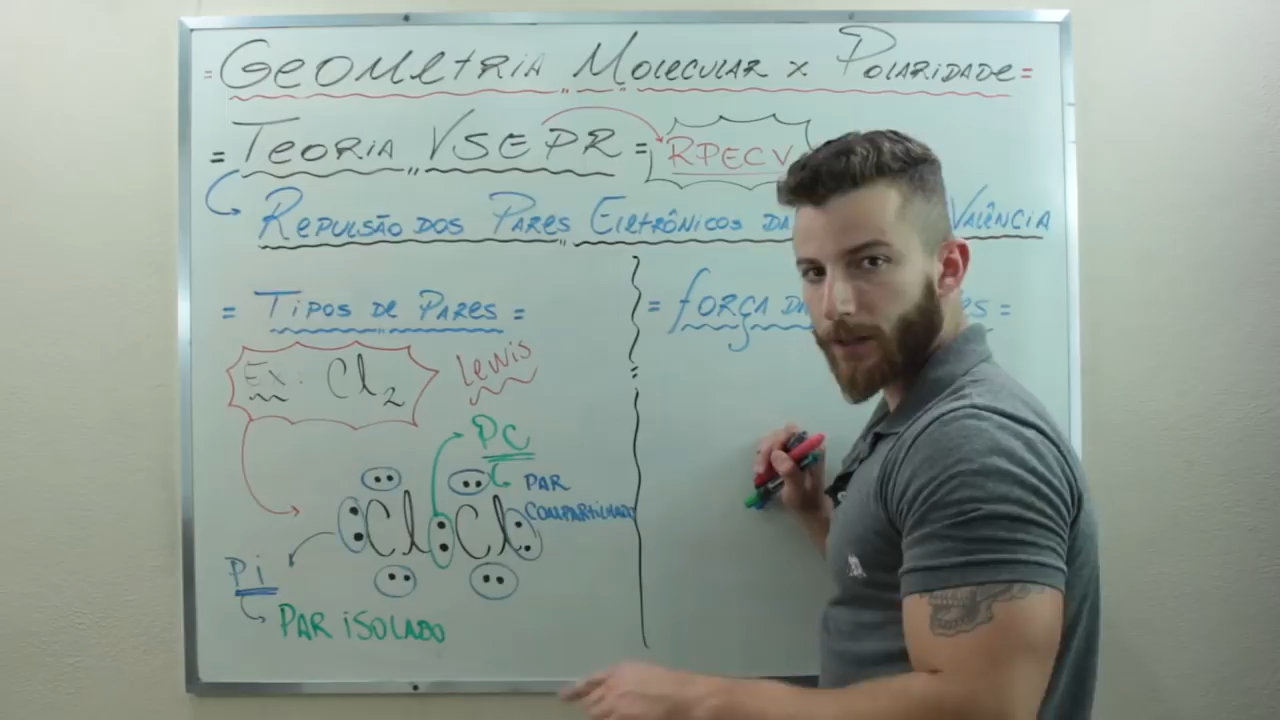 = Geometria Molecular x Polaridade =
= Teoria VSEPR = RPECV
Repulsão dos Pares Eletrônicos da Valência
= Tipos de Pares =
= Força
Ex: Cl2
Lewis
PC
Par
Compartilhado
:Cl:Cl:
Pi
Par isolado